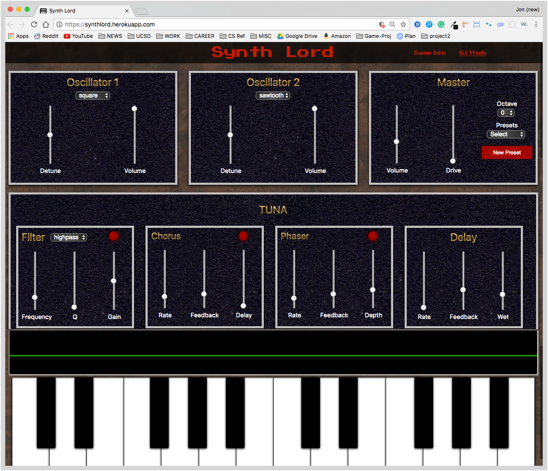 Synth Lord
Jon (new)
https://synthlord.herokuapp.com
Apps Reddit YouTube NEWS UCSD WORK CAREER CS Ref MISC Google Drive Amazon Game-Proj Plan project2
Synth Lord
Samples Github
Oscillator 1
square
Detune Volume
Oscillator 2
sawtooth
Detune Volume
Master
Octave
0
Presets
Select
New Preset
Volume Drive
TUNA
Filter highpass
Frequency Q Gain
Chorus
Rate Feedback Delay
Phaser
Rate Feedback Depth
Delay
Rate Feedback Wet